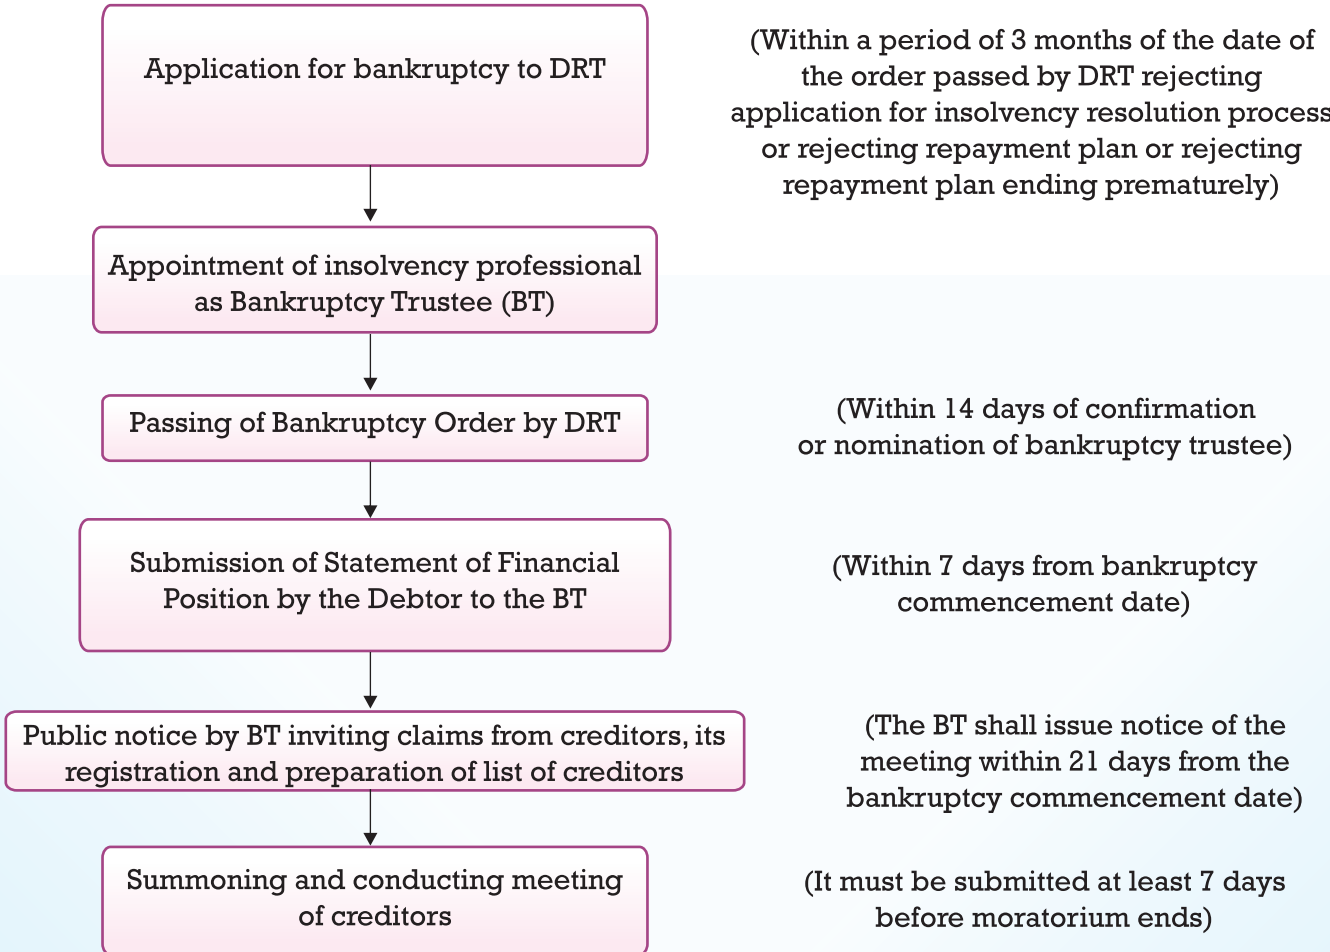 Application for bankruptcy to DRT
(Within a period of 3 months of the date of
the order passed by DRT rejecting
application for insolvency resolution process
or rejecting repayment plan or rejecting
repayment plan ending prematurely)
Appointment of insolvency professional
as Bankruptcy Trustee (BT)
Passing of Bankruptcy Order by DRT
(Within 14 days of confirmation
or nomination of bankruptcy trustee)
Submission of Statement of Financial
Position by the Debtor to the BT
(Within 7 days from bankruptcy
commencement date)
Public notice by BT inviting claims from creditors, its
registration and preparation of list of creditors
(The BT shall issue notice of the
meeting within 21 days from the
bankruptcy commencement date)
Summoning and conducting meeting
of creditors
(It must be submitted at least 7 days
before moratorium ends)